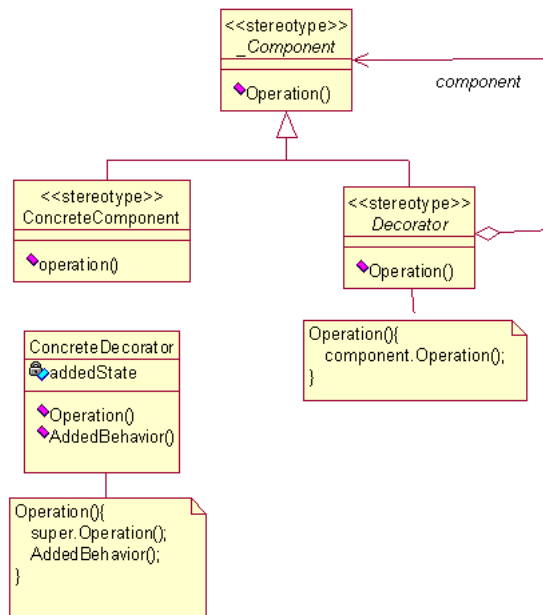 <<stereotype>>
_Component
Operation()
component
<<stereotype>>
ConcreteComponent
operation()
<<stereotype>>
Decorator
Operation()
Operation(){
component.Operation();
}
ConcreteDecorator
addedState
Operation()
AddedBehavior()
Operation(){
super.Operation();
AddedBehavior();
}